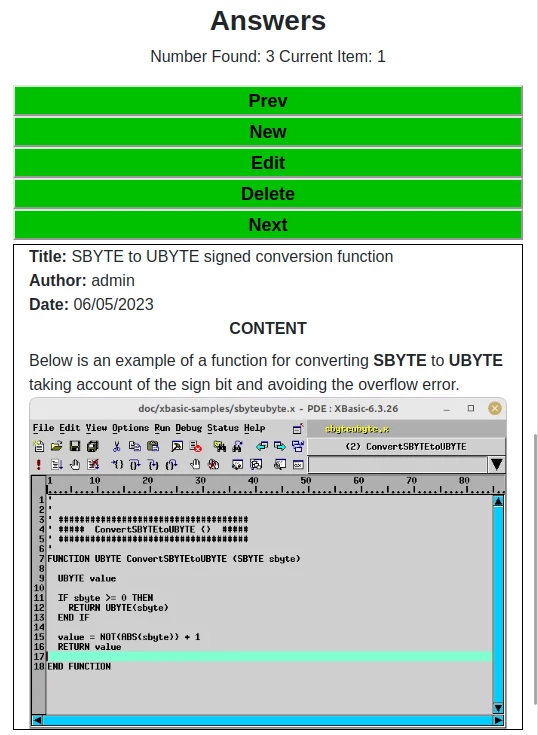 Answers
Number Found: 3 Current Item: 1
Prev
New
Edit
Delete
Next
Title: SBYTE to UBYTE signed conversion function
Author: admin
Date: 06/05/2023
CONTENT
Below is an example of a function for converting SBYTE to UBYTE
taking account of the sign bit and avoiding the overflow error.
doc/xbasic-samples/sbyteubyte.x - PDE : XBasic-6.3.26
File Edit View Options Run Debug Status Help
sbyteubyte.x
(2) ConvertSBYTEtoUBYTE
1 10 20 30 40 50 60 70 80
1 '
2 '
3 ' ####################################
4 ' ##### ConvertSBYTEtoUBYTE () #####
5 ' ####################################
6 '
7 FUNCTION UBYTE ConvertSBYTEtoUBYTE (SBYTE sbyte)
8
9 UBYTE value
10
11 IF sbyte >= 0 THEN
12 RETURN UBYTE(sbyte)
13 END IF
14
15 value = NOT(ABS(sbyte)) + 1
16 RETURN value
17
18 END FUNCTION